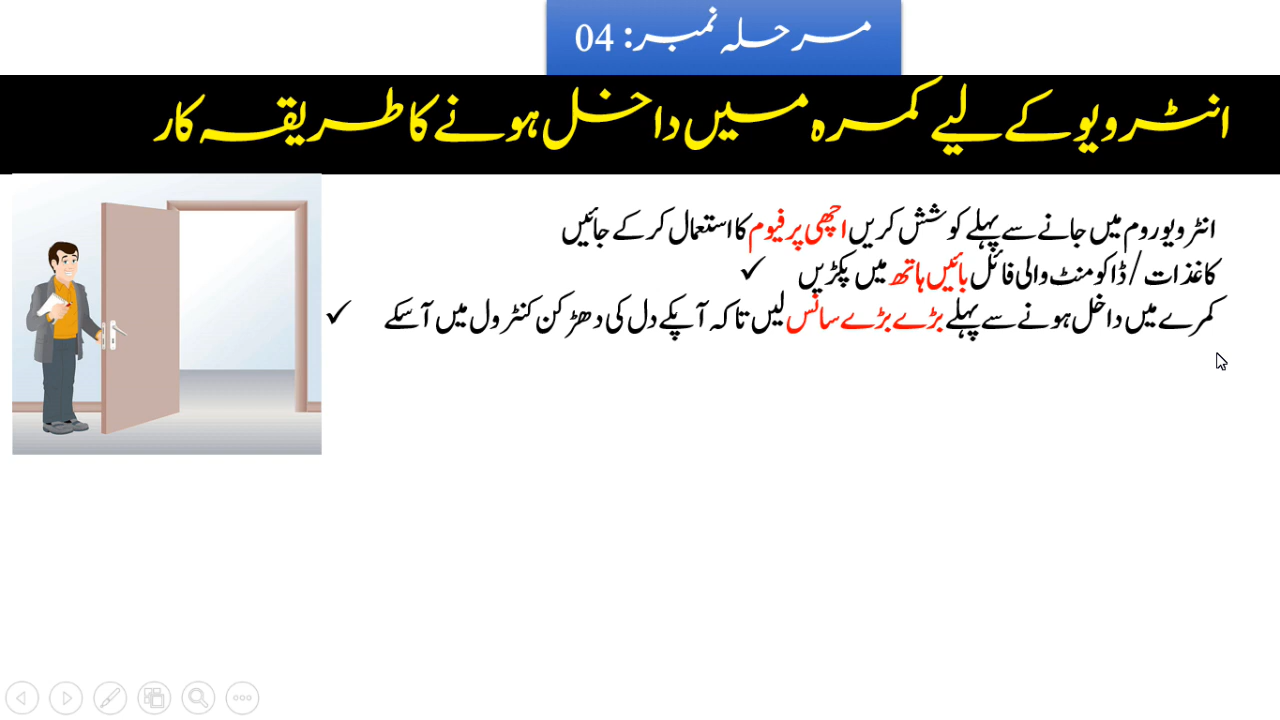 مرحلہ نمبر: 04
انٹرویو کے لیے کمرہ میں داخل ہونے کا طریقہ کار
انٹرویو روم میں جانے سے پہلے کوشش کریں اچھی پرفیوم کا استعمال کر کے جائیں
کاغذات / ڈاکومنٹ والی فائل بائیں ہاتھ میں پکڑیں ✓
کمرے میں داخل ہونے سے پہلے بڑے بڑے سانس لیں تاکہ آپکے دل کی دھڑکن کنٹرول میں آسکے ✓